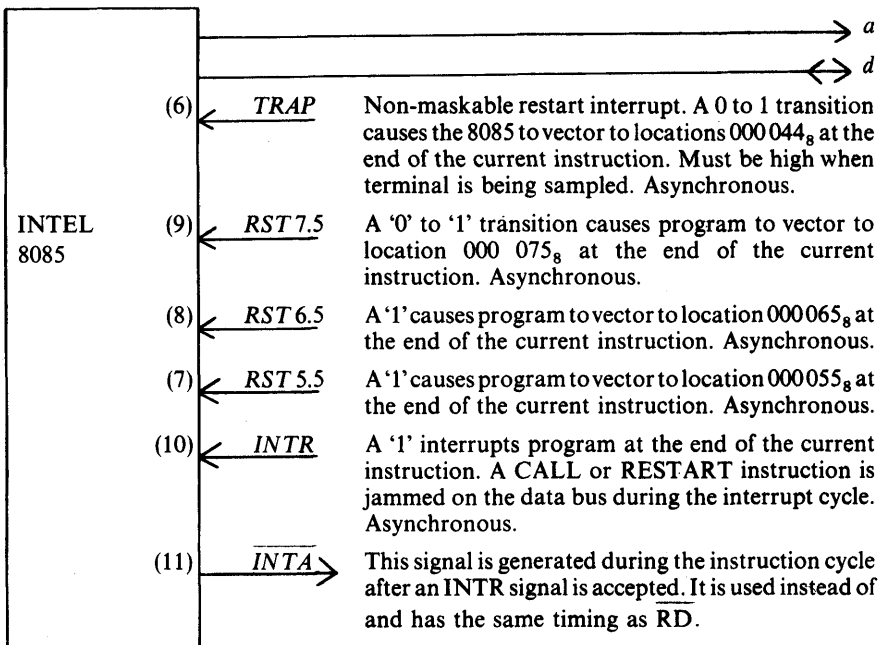 a
d
(6) TRAP Non-maskable restart interrupt. A 0 to 1 transition
causes the 8085 to vector to locations 000 044₈ at the
end of the current instruction. Must be high when
terminal is being sampled. Asynchronous.
INTEL (9) RST 7.5 A ‘0’ to ‘1’ transition causes program to vector to
8085 location 000 075₈ at the end of the current
instruction. Asynchronous.
(8) RST 6.5 A ‘1’ causes program to vector to location 000 065₈ at
the end of the current instruction. Asynchronous.
(7) RST 5.5 A ‘1’ causes program to vector to location 000 055₈ at
the end of the current instruction. Asynchronous.
(10) INTR A ‘1’ interrupts program at the end of the current
instruction. A CALL or RESTART instruction is
jammed on the data bus during the interrupt cycle.
Asynchronous.
(11) I̅N̅T̅A̅ This signal is generated during the instruction cycle
after an INTR signal is accepted. It is used instead of
and has the same timing as R̅D̅.